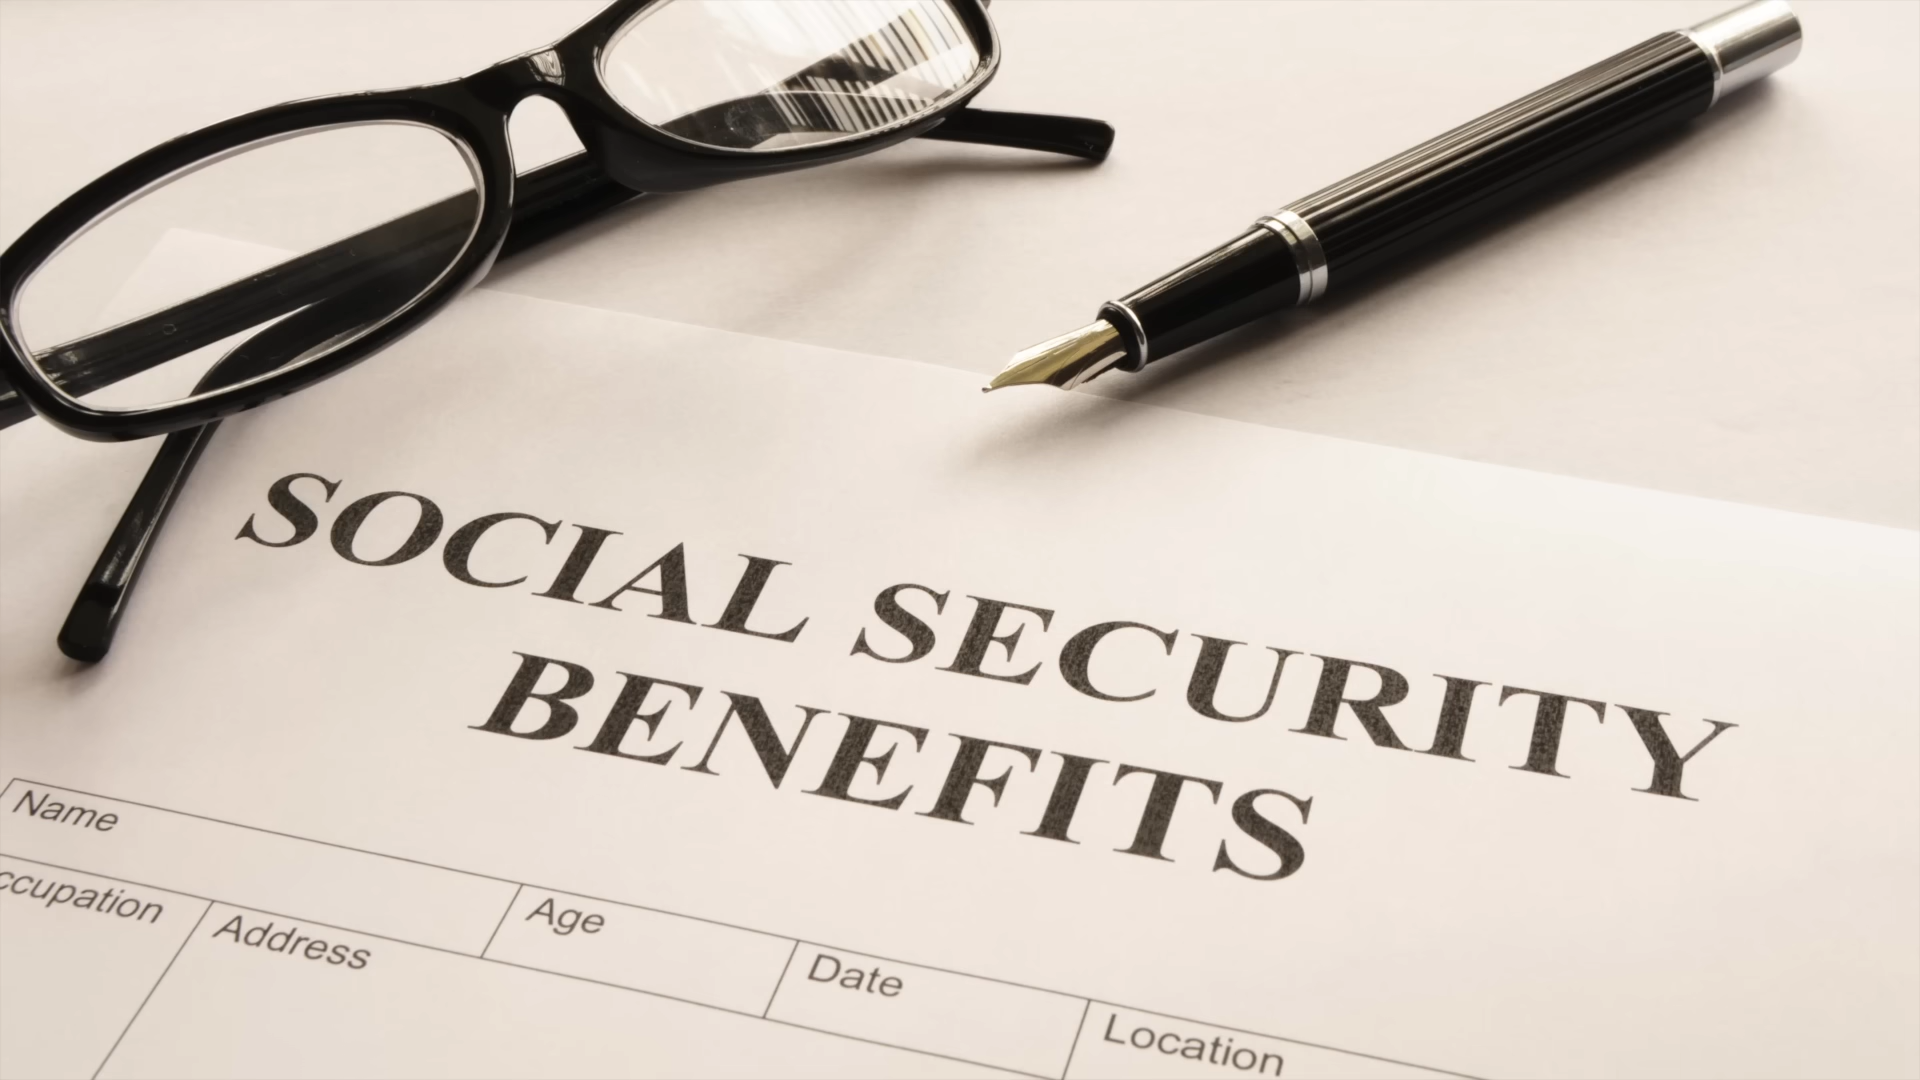 SOCIAL SECURITY
BENEFITS
Name
Age
Date
Location
ccupation
Address